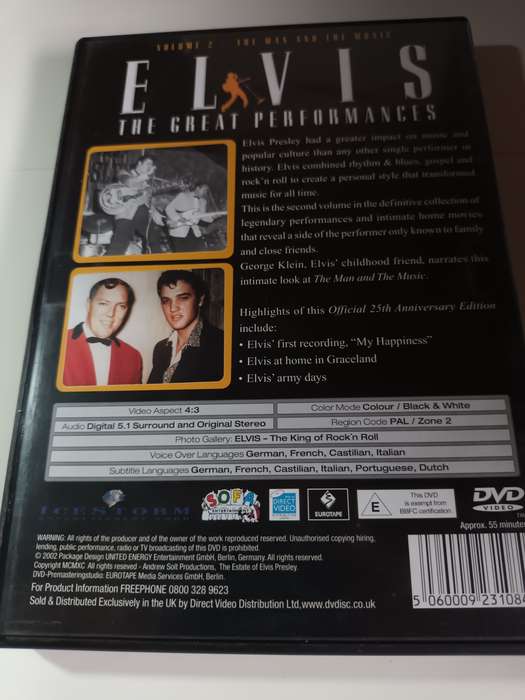 VOLUME 2 THE MAN AND THE MUSIC
ELVIS
THE GREAT PERFORMANCES
Elvis Presley had a greater impact on music and
popular culture than any other single performer in
history. Elvis combined rhythm & blues, gospel and
rock'n roll to create a personal style that transformed
music for all time.
This is the second volume in the definitive collection of
legendary performances and intimate home movies
that reveal a side of the performer only known to family
and close friends.
George Klein, Elvis' childhood friend, narrates this
intimate look at The Man and The Music.
Highlights of this Official 25th Anniversary Edition
include:
• Elvis' first recording, "My Happiness"
• Elvis at home in Graceland
• Elvis' army days
Video Aspect 4:3
Color Mode Colour / Black & White
Audio Digital 5.1 Surround and Original Stereo
Region Code PAL / Zone 2
Photo Gallery: ELVIS – The King of Rock'n Roll
Voice Over Languages German, French, Castilian, Italian
Subtitle Languages German, French, Castilian, Italian, Portuguese, Dutch
ICESTORM
SOFA
ENTERTAINMENT
DIRECT
VIDEO
EUROTAPE
E
This DVD
is exempt from
BBFC certification
DVD
VIDEO
TM
Approx. 55 minutes
WARNING: All rights of the producer and of the owner of the work reproduced reserved. Unauthorised copying hiring,
lending, public performance, radio or TV broadcasting of this DVD is prohibited.
© 2002 Package Design UNITED ENERGY Entertainment GmbH, Berlin, Germany. All rights reserved.
Copyright MCMXC. All rights reserved - Andrew Solt Productions, The Estate of Elvis Presley.
DVD-Premasteringstudio: EUROTAPE Media Services GmbH, Berlin.
For Product Information FREEPHONE 0800 328 9623
Sold & Distributed Exclusively in the UK by Direct Video Distribution Ltd,www.dvdisc.co.uk
5 060009 23108